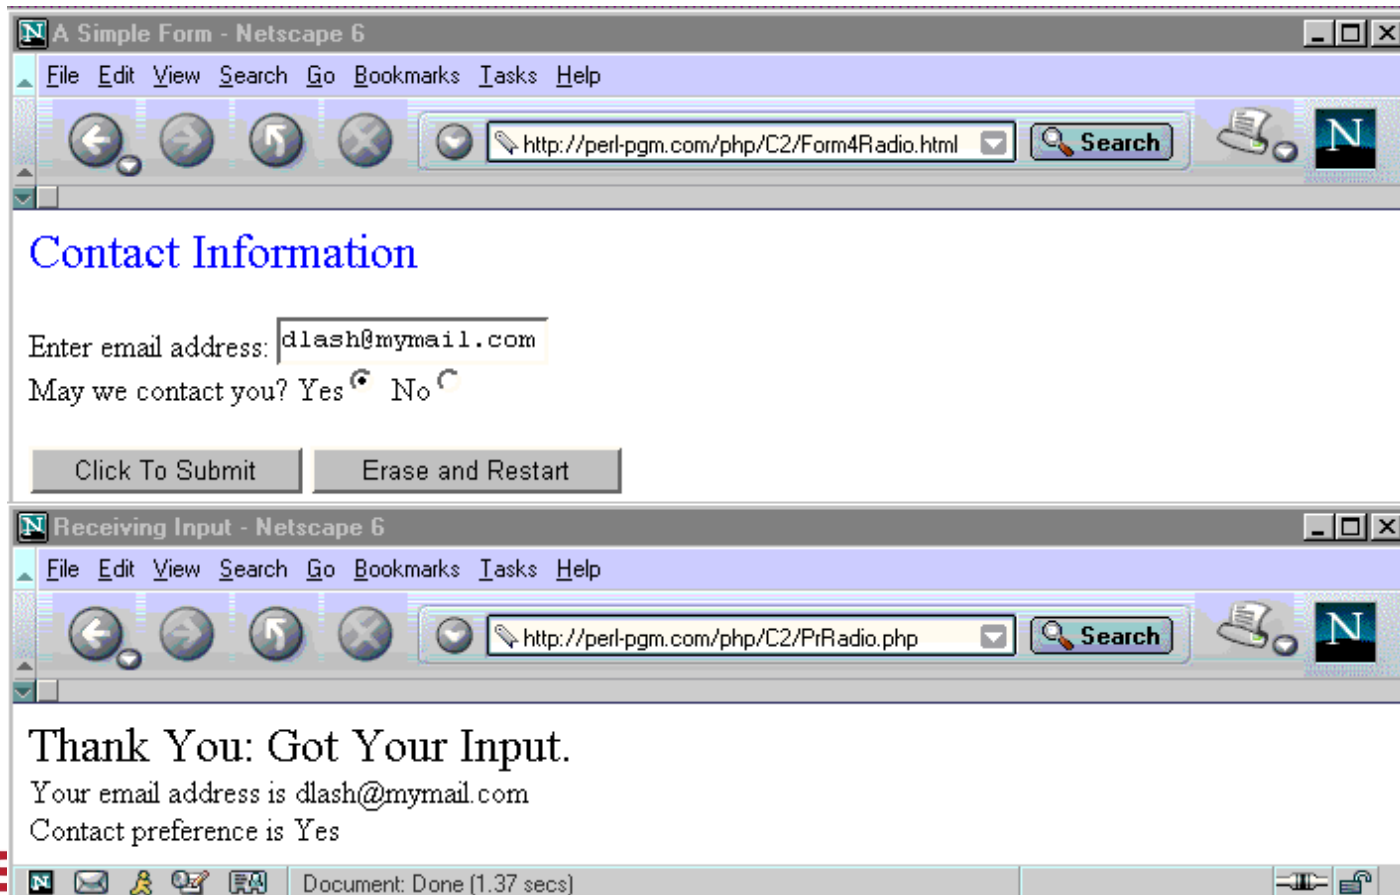 N A Simple Form - Netscape 6
File Edit View Search Go Bookmarks Tasks Help
http://perl-pgm.com/php/C2/Form4Radio.html Search N
Contact Information
Enter email address: dlash@mymail.com
May we contact you? Yes No
Click To Submit Erase and Restart
N Receiving Input - Netscape 6
File Edit View Search Go Bookmarks Tasks Help
http://perl-pgm.com/php/C2/PrRadio.php Search N
Thank You: Got Your Input.
Your email address is dlash@mymail.com
Contact preference is Yes
N Document: Done (1.37 secs)